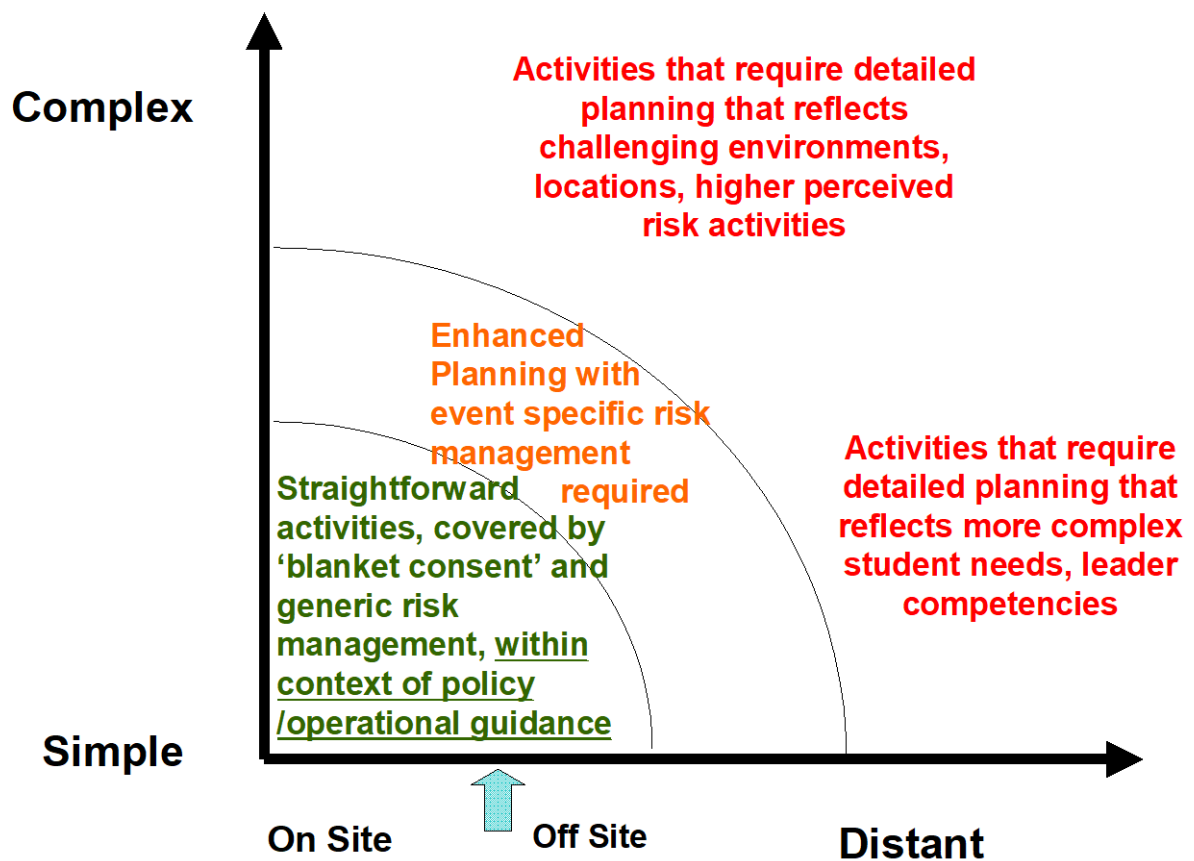 Complex
Activities that require detailed
planning that reflects
challenging environments,
locations, higher perceived
risk activities
Enhanced
Planning with
event specific risk
management
required
Straightforward
activities, covered by
‘blanket consent’ and
generic risk
management, within
context of policy
/operational guidance
Activities that require
detailed planning that
reflects more complex
student needs, leader
competencies
Simple
On Site
Off Site
Distant